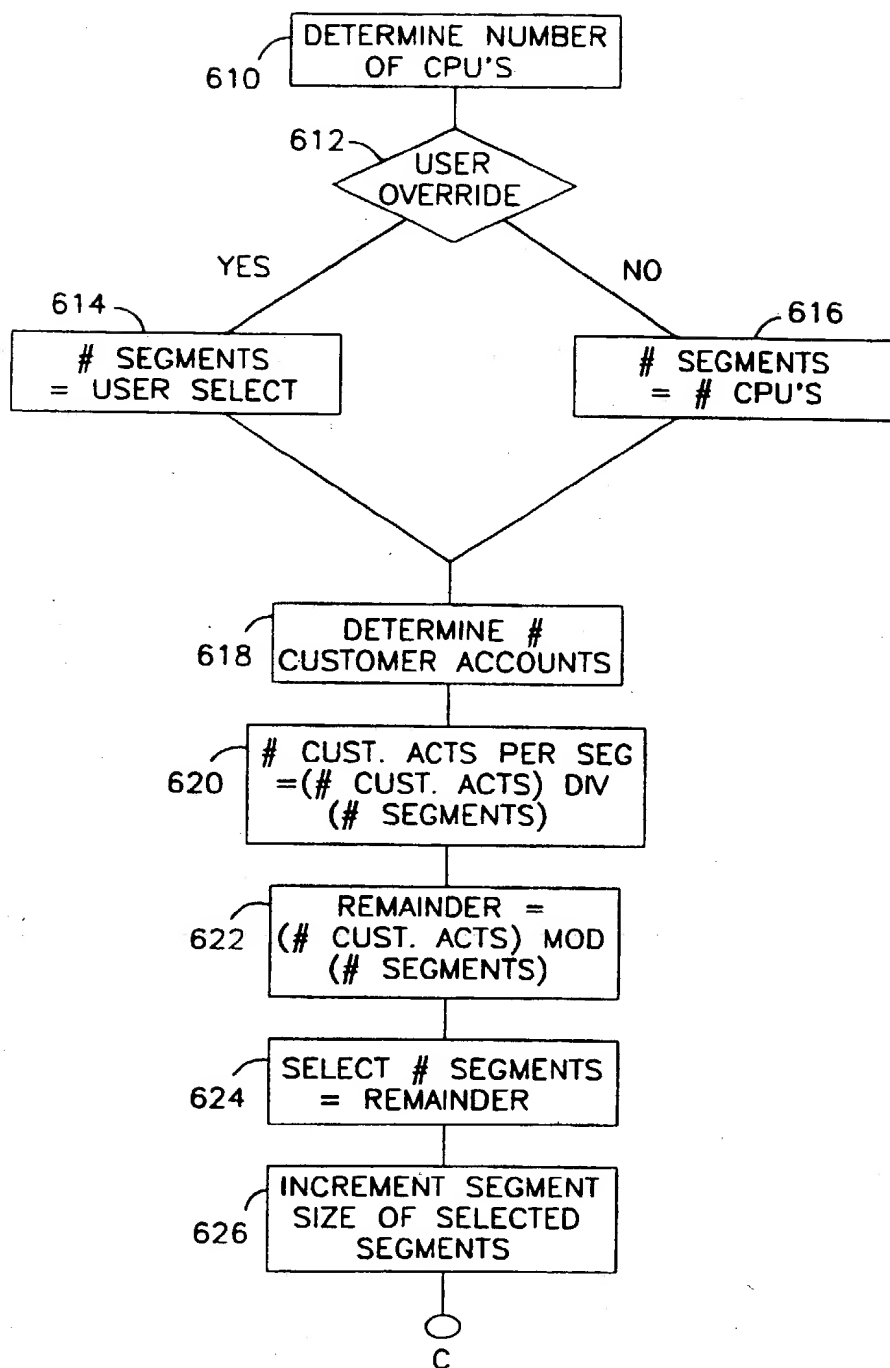 DETERMINE NUMBER
OF CPU'S
610
612
USER
OVERRIDE
YES
NO
614
# SEGMENTS
= USER SELECT
616
# SEGMENTS
= # CPU'S
DETERMINE #
CUSTOMER ACCOUNTS
618
# CUST. ACTS PER SEG
=(# CUST. ACTS) DIV
(# SEGMENTS)
620
REMAINDER =
(# CUST. ACTS) MOD
(# SEGMENTS)
622
SELECT # SEGMENTS
= REMAINDER
624
INCREMENT SEGMENT
SIZE OF SELECTED
SEGMENTS
626
C